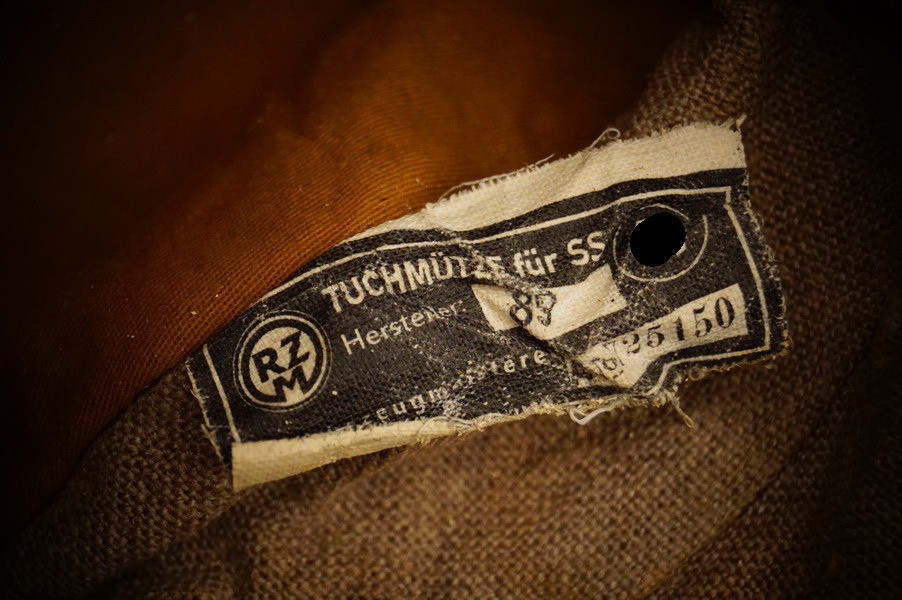 TUCHMÜTZE für SS
Hersteller:
RZM
25150